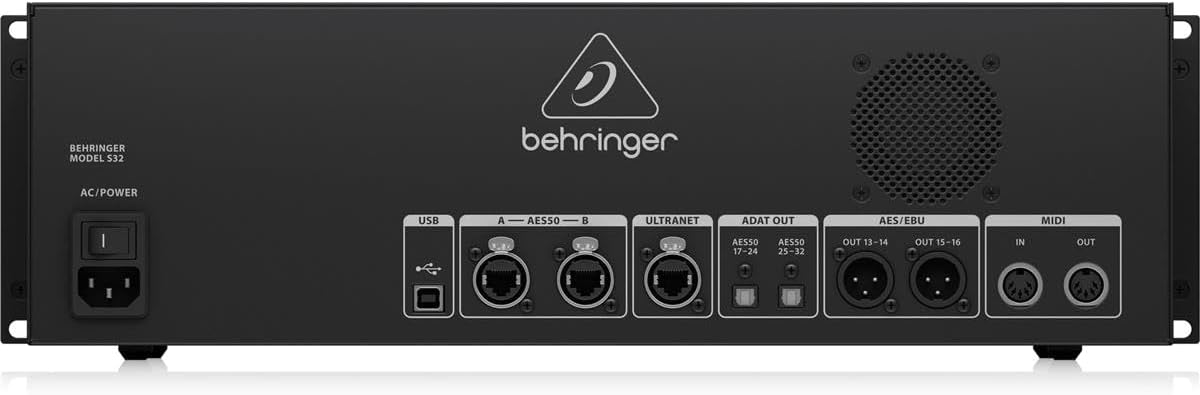 behringer
BEHRINGER
MODEL S32
AC/POWER
USB
A — AES50 — B
ULTRANET
ADAT OUT
AES/EBU
MIDI
AES50
17-24
AES50
25-32
OUT 13-14
OUT 15-16
IN
OUT
I